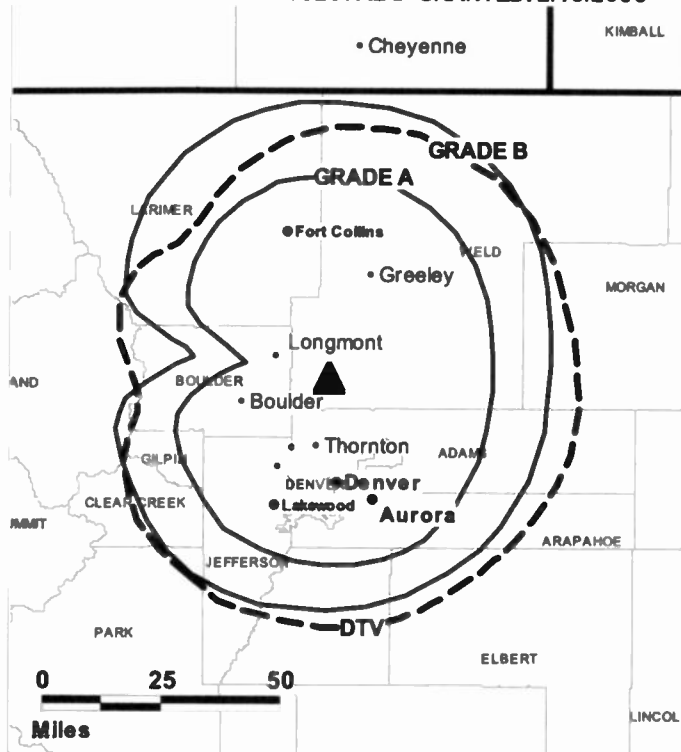 KIMBALL
Cheyenne
GRADE B
GRADE A
LARIMER
Fort Collins
WELD
Greeley
MORGAN
Longmont
AND
BOULDER
Boulder
Thornton
ADAMS
GILPIN
DENVER Denver
CLEAR CREEK
Lakewood
Aurora
UMMIT
ARAPAHOE
JEFFERSON
DTV
PARK
ELBERT
0 25 50
LINCOL
Miles